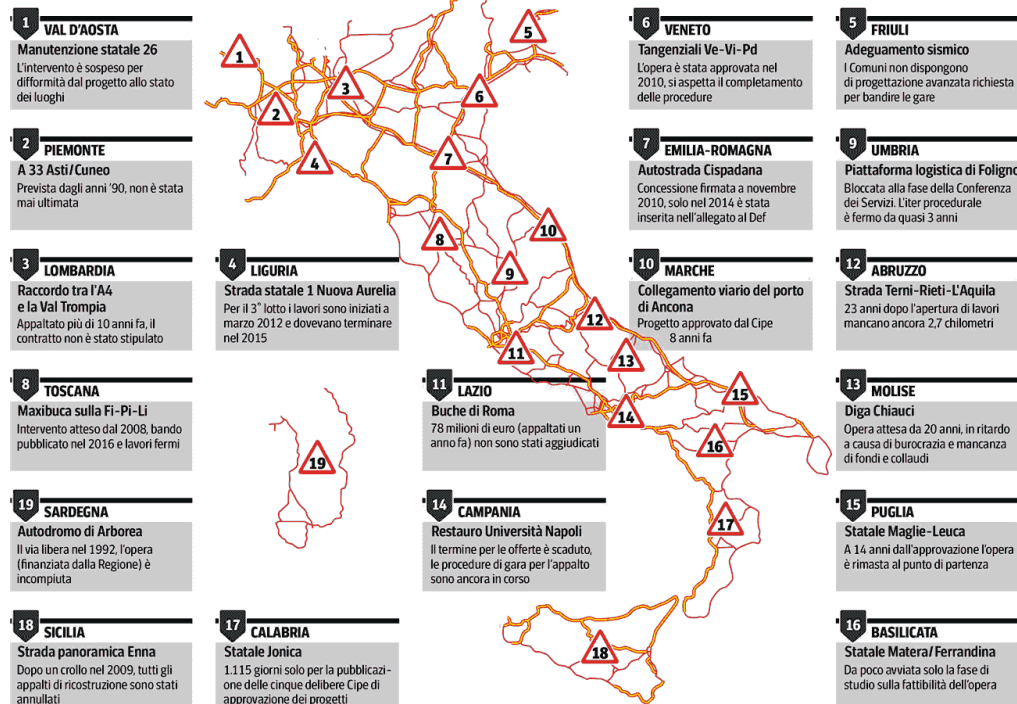 1 VAL D'AOSTA
Manutenzione statale 26
L'intervento è sospeso per
difformità dal progetto allo stato
dei luoghi
2 PIEMONTE
A 33 Asti/Cuneo
Prevista dagli anni '90, non è stata
mai ultimata
3 LOMBARDIA
Raccordo tra l'A4
e la Val Trompia
Appaltato più di 10 anni fa, il
contratto non è stato stipulato
4 LIGURIA
Strada statale 1 Nuova Aurelia
Per il 3° lotto i lavori sono iniziati a
marzo 2012 e dovevano terminare
nel 2015
8 TOSCANA
Maxibuca sulla Fi-Pi-Li
Intervento atteso dal 2008, bando
pubblicato nel 2016 e lavori fermi
19 SARDEGNA
Autodromo di Arborea
Il via libera nel 1992, l'opera
(finanziata dalla Regione) è
incompiuta
18 SICILIA
Strada panoramica Enna
Dopo un crollo nel 2009, tutti gli
appalti di ricostruzione sono stati
annullati
17 CALABRIA
Statale Jonica
1.115 giorni solo per la pubblicazi-
one delle cinque delibere Cipe di
approvazione dei progetti
11 LAZIO
Buche di Roma
78 milioni di euro (appaltati un
anno fa) non sono stati aggiudicati
14 CAMPANIA
Restauro Università Napoli
Il termine per le offerte è scaduto,
le procedure di gara per l'appalto
sono ancora in corso
6 VENETO
Tangenziali Ve-Vi-Pd
L'opera è stata approvata nel
2010, si aspetta il completamento
delle procedure
7 EMILIA-ROMAGNA
Autostrada Cispadana
Concessione firmata a novembre
2010, solo nel 2014 è stata
inserita nell'allegato al Def
10 MARCHE
Collegamento viario del porto
di Ancona
Progetto approvato dal Cipe
8 anni fa
5 FRIULI
Adeguamento sismico
I Comuni non dispongono
di progettazione avanzata richiesta
per bandire le gare
9 UMBRIA
Piattaforma logistica di Foligno
Bloccata alla fase della Conferenza
dei Servizi. L'iter procedurale
è fermo da quasi 3 anni
12 ABRUZZO
Strada Terni-Rieti-L'Aquila
23 anni dopo l'apertura di lavori
mancano ancora 2,7 chilometri
13 MOLISE
Diga Chiauci
Opera attesa da 20 anni, in ritardo
a causa di burocrazia e mancanza
di fondi e collaudi
15 PUGLIA
Statale Maglie-Leuca
A 14 anni dall'approvazione l'opera
è rimasta al punto di partenza
16 BASILICATA
Statale Matera/Ferrandina
Da poco avviata solo la fase di
studio sulla fattibilità dell'opera
1
2
3
4
5
6
7
8
9
10
11
12
13
14
15
16
17
18
19